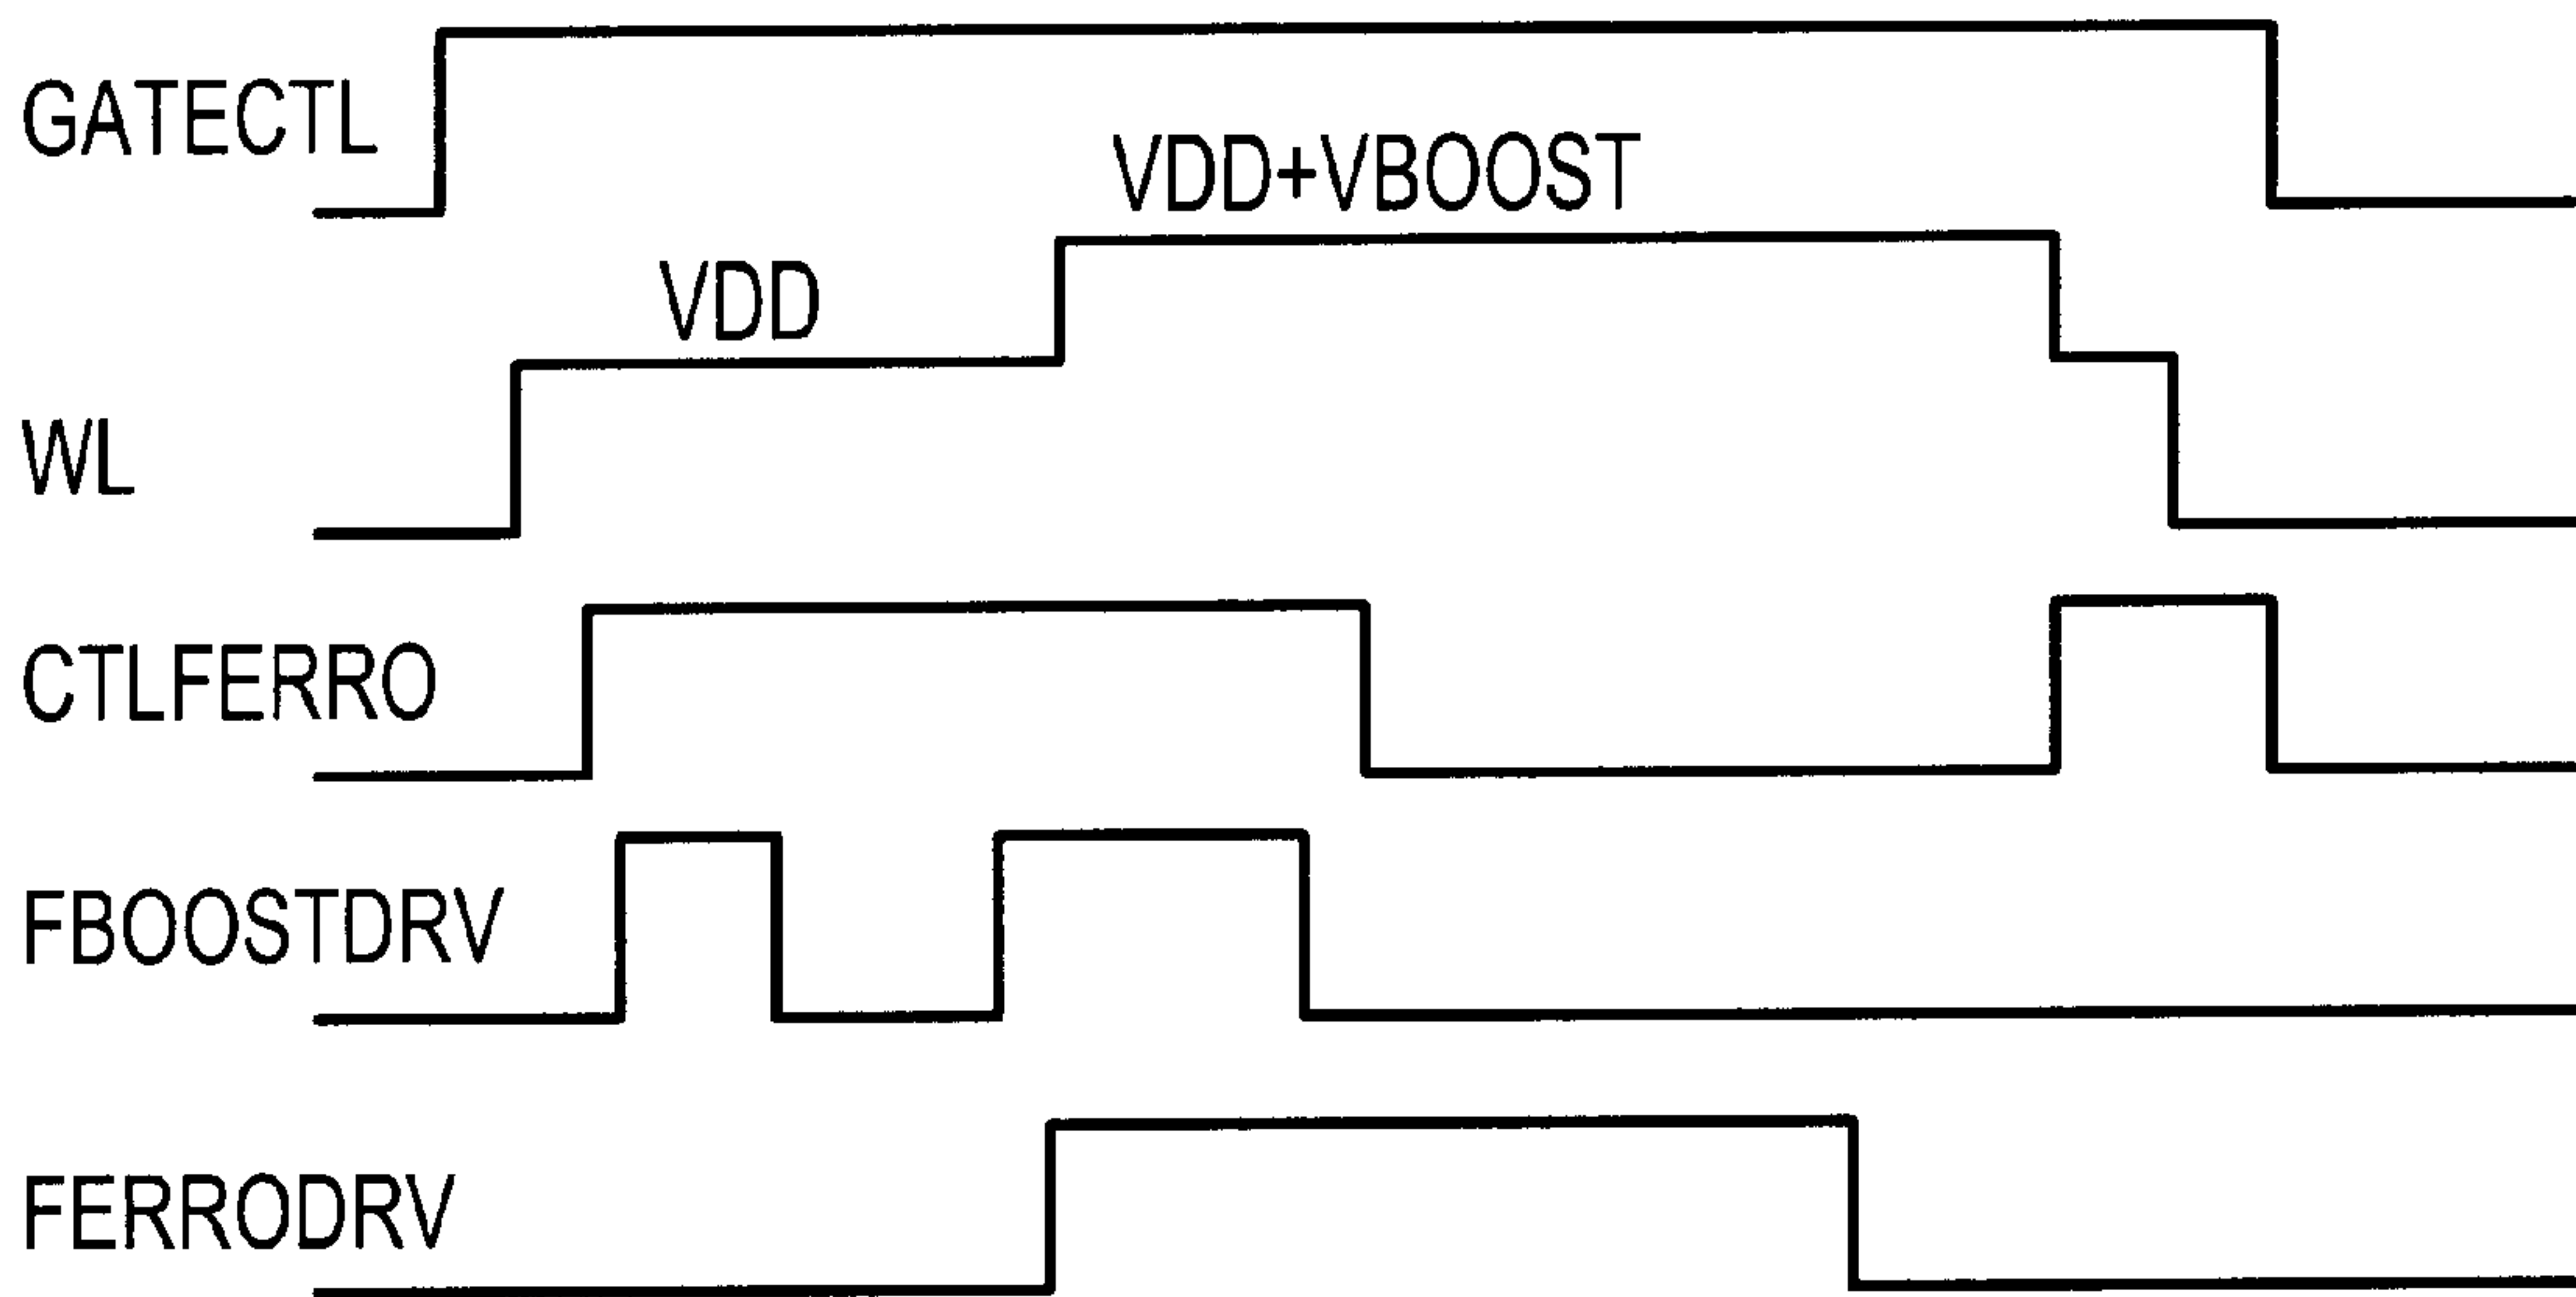 GATECTL
VDD+VBOOST
VDD
WL
CTLFERRO
FBOOSTDRV
FERRODRV